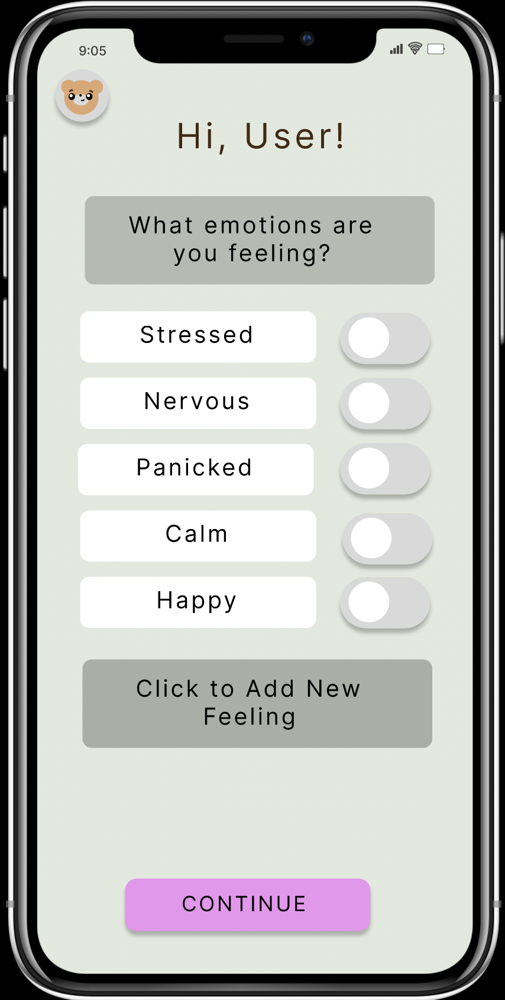 9:05
Hi, User!
What emotions are
you feeling?
Stressed
Nervous
Panicked
Calm
Happy
Click to Add New
Feeling
CONTINUE